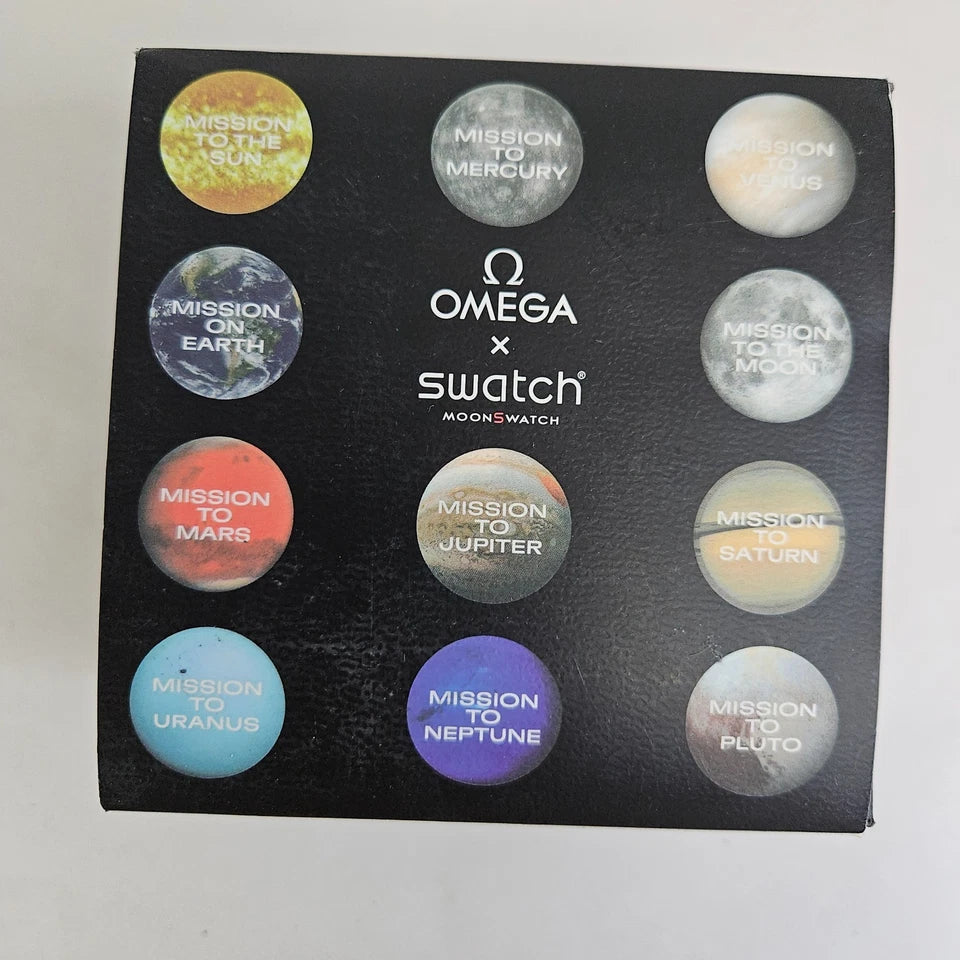 MISSION
TO THE
SUN
MISSION
TO
MERCURY
MISSION
TO
VENUS
MISSION
ON
EARTH
Ω
OMEGA
x
swatch®
MOONSWATCH
MISSION
TO THE
MOON
MISSION
TO
MARS
MISSION
TO
JUPITER
MISSION
TO
SATURN
MISSION
TO
URANUS
MISSION
TO
NEPTUNE
MISSION
TO
PLUTO